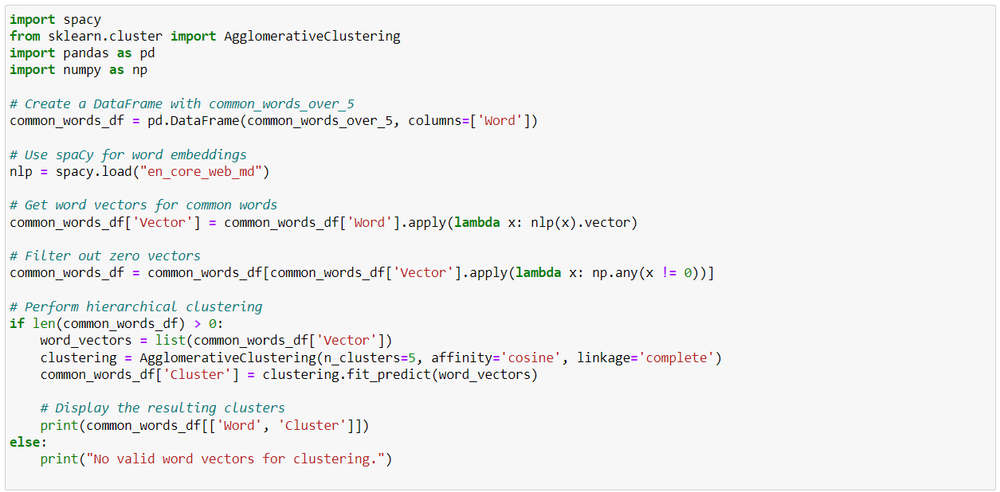 import spacy
from sklearn.cluster import AgglomerativeClustering
import pandas as pd
import numpy as np
# Create a DataFrame with common_words_over_5
common_words_df = pd.DataFrame(common_words_over_5, columns=['Word'])
# Use spaCy for word embeddings
nlp = spacy.load("en_core_web_md")
# Get word vectors for common words
common_words_df['Vector'] = common_words_df['Word'].apply(lambda x: nlp(x).vector)
# Filter out zero vectors
common_words_df = common_words_df[common_words_df['Vector'].apply(lambda x: np.any(x != 0))]
# Perform hierarchical clustering
if len(common_words_df) > 0:
    word_vectors = list(common_words_df['Vector'])
    clustering = AgglomerativeClustering(n_clusters=5, affinity='cosine', linkage='complete')
    common_words_df['Cluster'] = clustering.fit_predict(word_vectors)
    # Display the resulting clusters
    print(common_words_df[['Word', 'Cluster']])
else:
    print("No valid word vectors for clustering.")